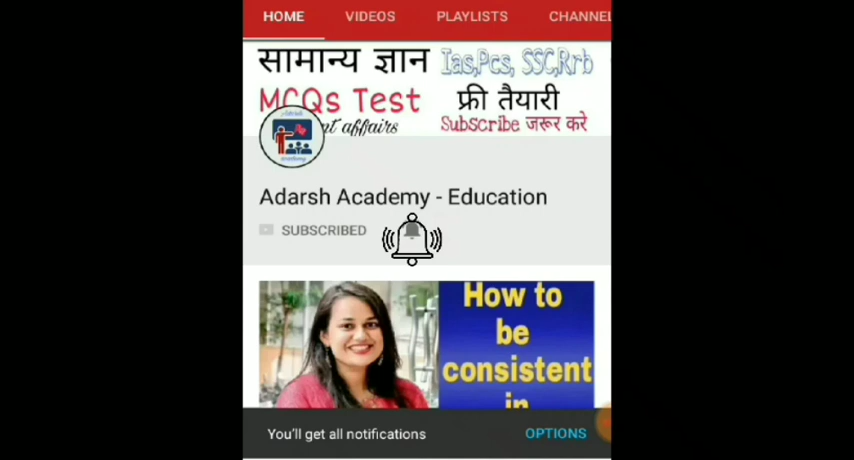 HOME VIDEOS PLAYLISTS CHANNEL
सामान्य ज्ञान Ias,Pcs, SSC,Rrb
MCQs Test फ्री तैयारी
affairs Subscribe जरूर करे
Adarsh Academy - Education
SUBSCRIBED
How to
be
consistent
in
You'll get all notifications OPTIONS